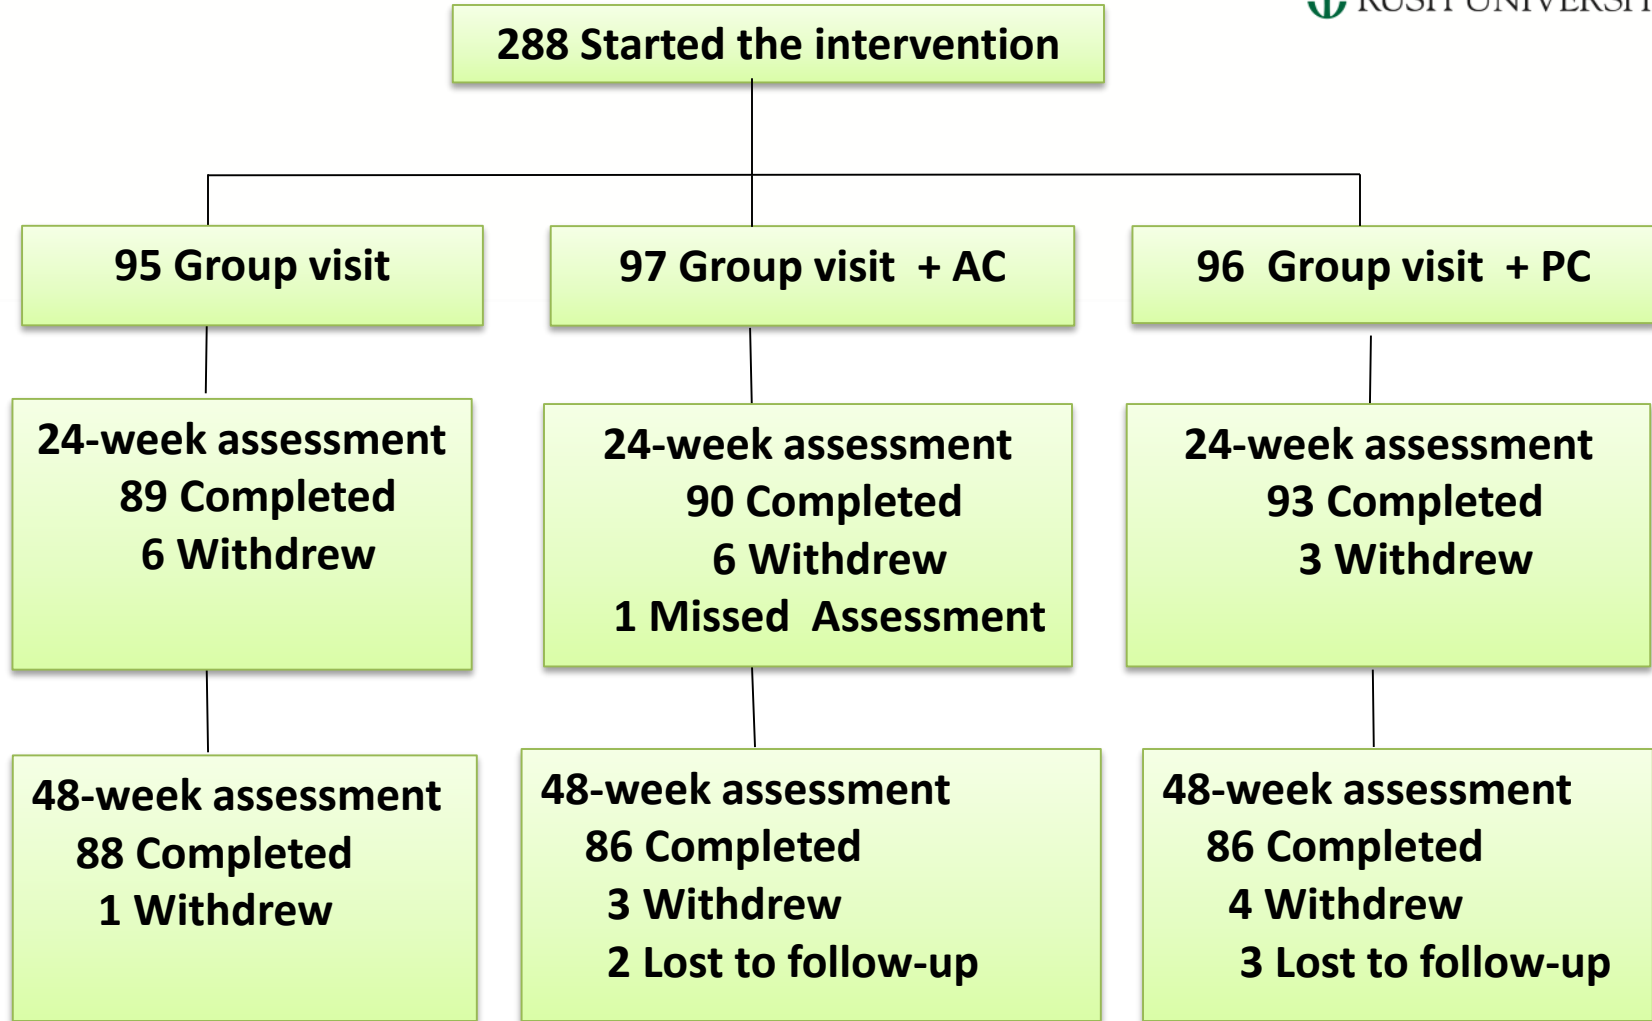 RUSH UNIVERSIT
288 Started the intervention
95 Group visit
97 Group visit + AC
96 Group visit + PC
24-week assessment
89 Completed
6 Withdrew
24-week assessment
90 Completed
6 Withdrew
1 Missed Assessment
24-week assessment
93 Completed
3 Withdrew
48-week assessment
88 Completed
1 Withdrew
48-week assessment
86 Completed
3 Withdrew
2 Lost to follow-up
48-week assessment
86 Completed
4 Withdrew
3 Lost to follow-up